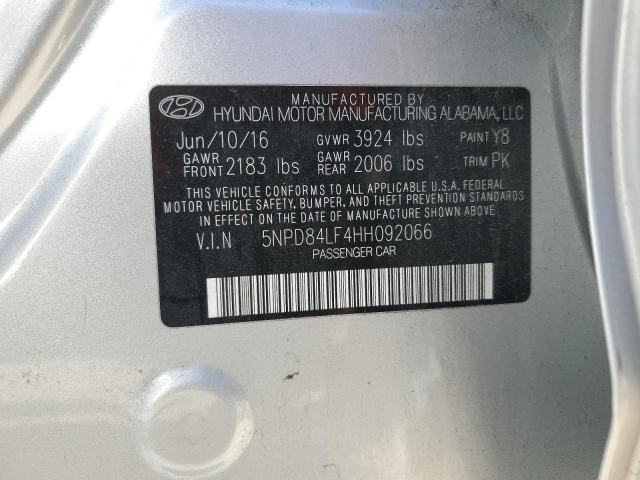 MANUFACTURED BY
HYUNDAI MOTOR MANUFACTURING ALABAMA, LLC
Jun/10/16 GVWR 3924 lbs PAINT Y8
GAWR FRONT 2183 lbs GAWR REAR 2006 lbs TRIM PK
THIS VEHICLE CONFORMS TO ALL APPLICABLE U.S.A. FEDERAL
MOTOR VEHICLE SAFETY, BUMPER, AND THEFT PREVENTION STANDARDS
IN EFFECT ON THE DATE OF MANUFACTURE SHOWN ABOVE.
V.I.N 5NPD84LF4HH092066
PASSENGER CAR